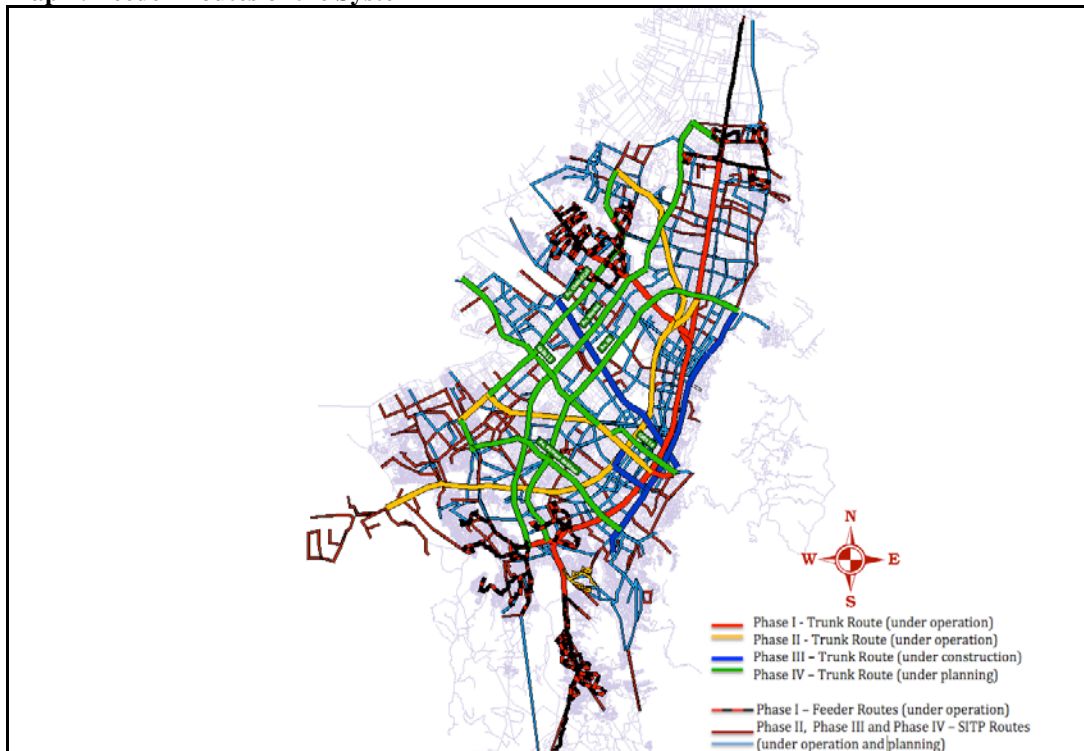 N
W E
S
Phase I - Trunk Route (under operation)
Phase II - Trunk Route (under operation)
Phase III – Trunk Route (under construction)
Phase IV – Trunk Route (under planning)
Phase I – Feeder Routes (under operation)
Phase II, Phase III and Phase IV – SITP Routes
(under operation and planning)